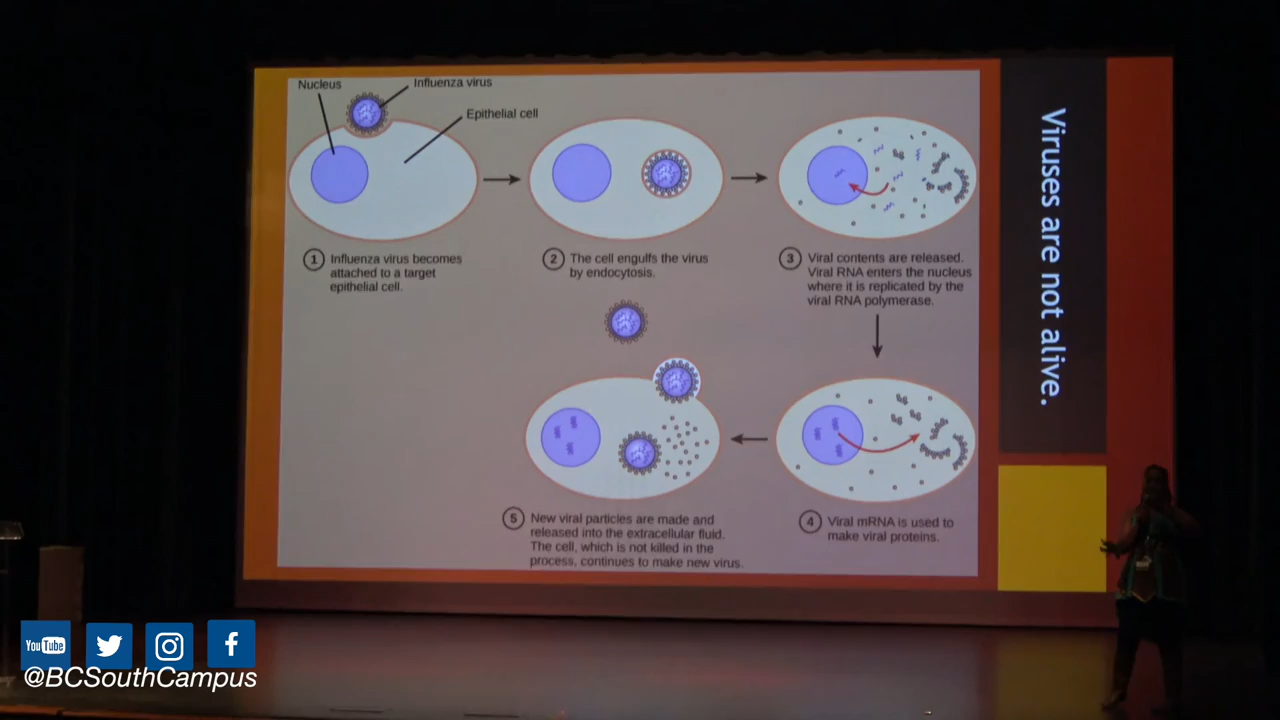 Nucleus
Influenza virus
Epithelial cell
1 Influenza virus becomes
attached to a target
epithelial cell.
2 The cell engulfs the virus
by endocytosis.
3 Viral contents are released.
Viral RNA enters the nucleus
where it is replicated by the
viral RNA polymerase.
4 Viral mRNA is used to
make viral proteins.
5 New viral particles are made and
released into the extracellular fluid.
The cell, which is not killed in the
process, continues to make new virus.
Viruses are not alive.
YouTube
@BCSouthCampus